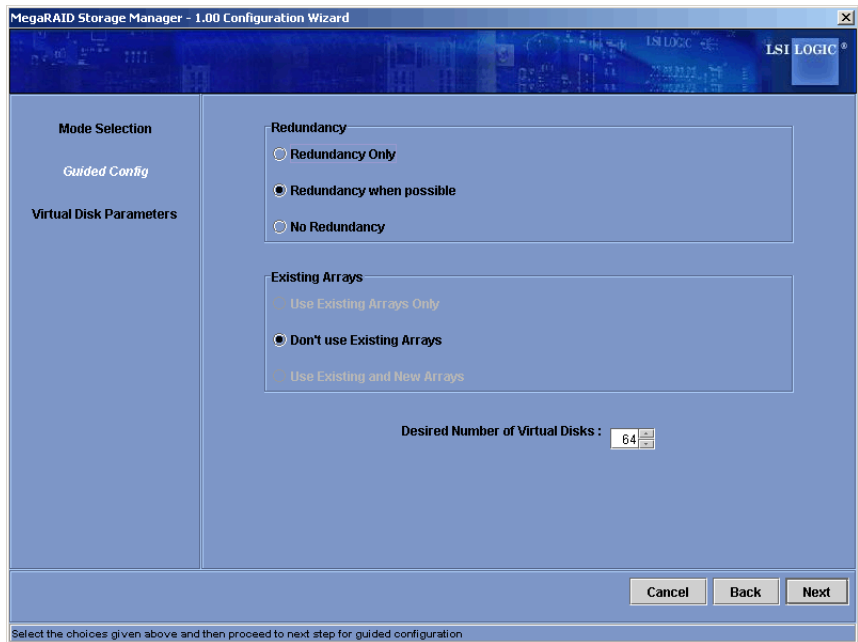 MegaRAID Storage Manager - 1.00 Configuration Wizard
LSI LOGIC
LSI LOGIC ®
Mode Selection
Guided Config
Virtual Disk Parameters
Redundancy
Redundancy Only
Redundancy when possible
No Redundancy
Existing Arrays
Use Existing Arrays Only
Don't use Existing Arrays
Use Existing and New Arrays
Desired Number of Virtual Disks : 64
Cancel Back Next
Select the choices given above and then proceed to next step for guided configuration